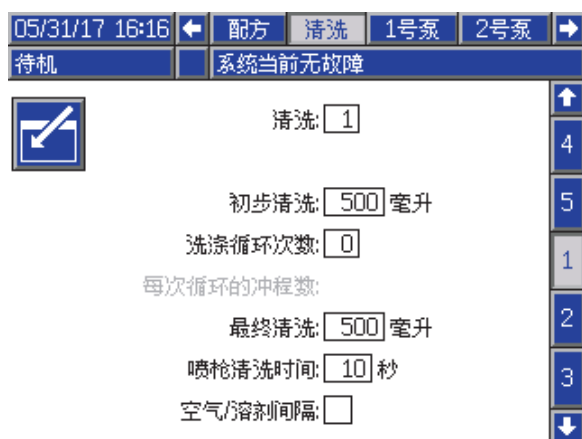 05/31/17 16:16 配方 清洗 1号泵 2号泵
待机 系统当前无故障
清洗: 1
4
初步清洗: 500 毫升
5
洗涤循环次数: 0
1
每次循环的冲程数:
最终清洗: 500 毫升
2
喷枪清洗时间: 10 秒
3
空气/溶剂间隔: